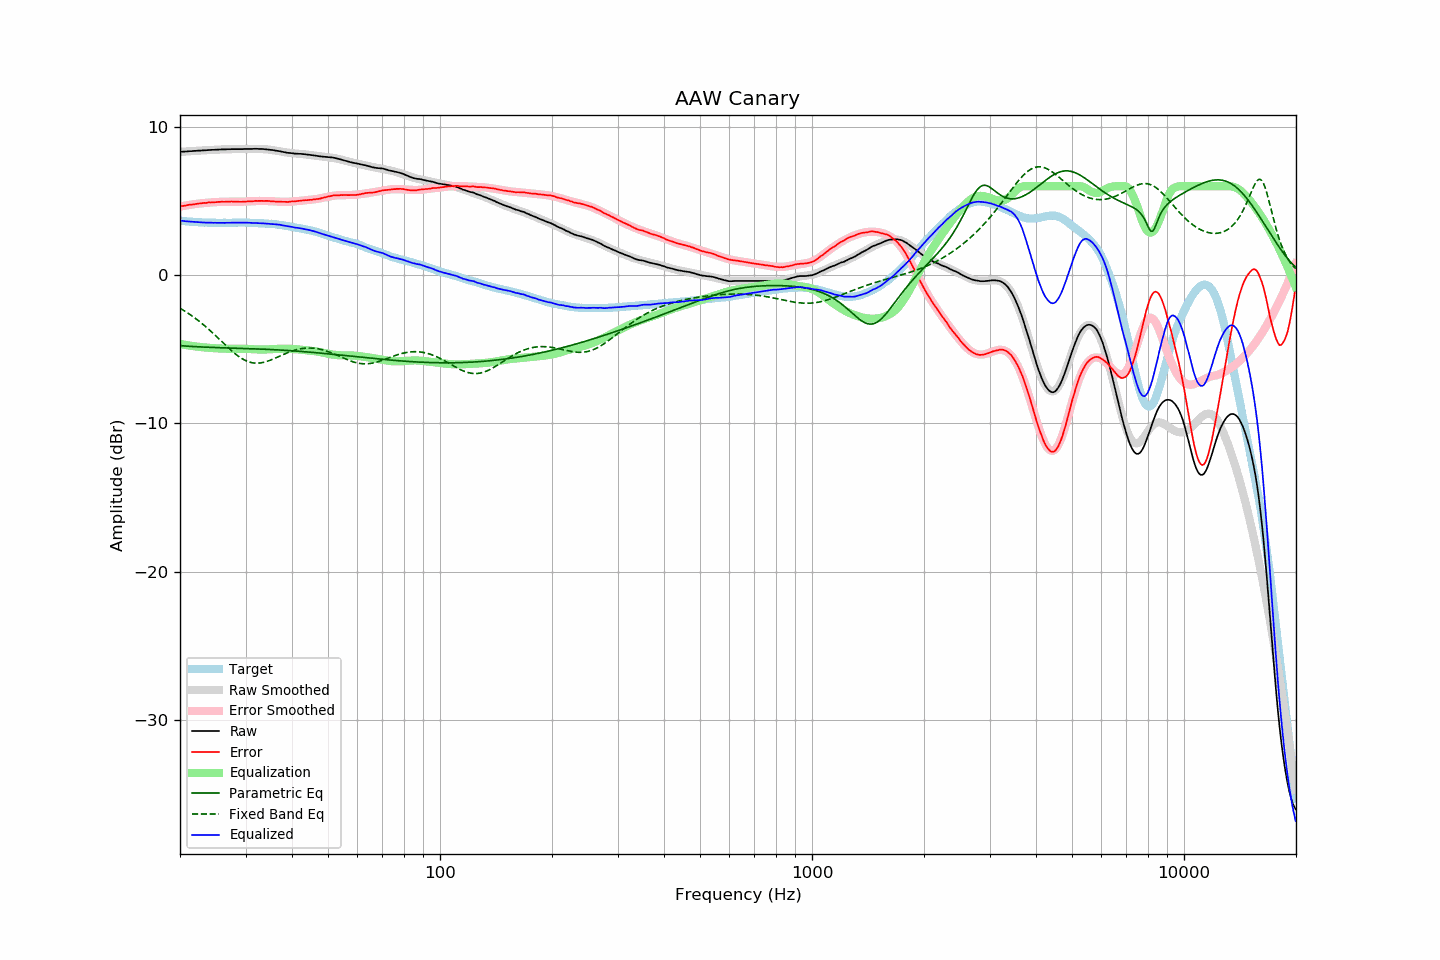 AAW Canary
10
0
−10
−20
−30
Amplitude (dBr)
Target
Raw Smoothed
Error Smoothed
Raw
Error
Equalization
Parametric Eq
Fixed Band Eq
Equalized
100
1000
10000
Frequency (Hz)